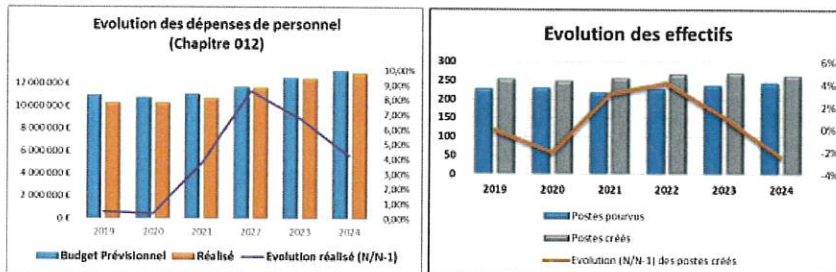 Evolution des dépenses de personnel
(Chapitre 012)
12 000 000 €
10 000 000 €
8 000 000 €
6 000 000 €
4 000 000 €
2 000 000 €
0 €
10,00%
9,00%
8,00%
7,00%
6,00%
5,00%
4,00%
3,00%
2,00%
1,00%
0,00%
2019 2020 2021 2022 2023 2024
Budget Prévisionnel Réalisé Evolution réalisé (N/N-1)
Evolution des effectifs
300
250
200
150
100
50
0
6%
4%
2%
0%
-2%
-4%
2019 2020 2021 2022 2023 2024
Postes pourvus
Postes créés
Evolution (N/N-1) des postes créés